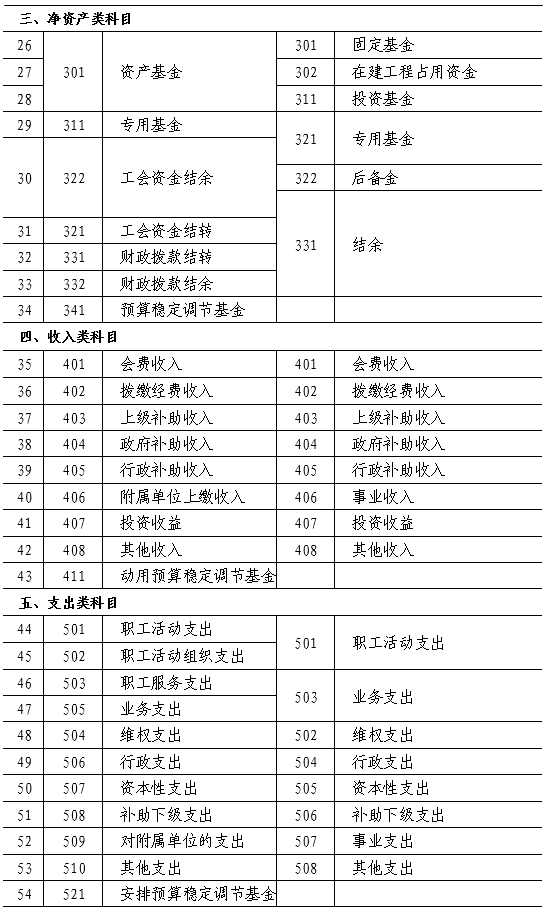 三、净资产类科目
26 301 资产基金 301 固定基金
27 302 在建工程占用资金
28 311 投资基金
29 311 专用基金 321 专用基金
30 322 工会资金结余 322 后备金
31 321 工会资金结转 331 结余
32 331 财政拨款结转
33 332 财政拨款结余
34 341 预算稳定调节基金
四、收入类科目
35 401 会费收入 401 会费收入
36 402 拨缴经费收入 402 拨缴经费收入
37 403 上级补助收入 403 上级补助收入
38 404 政府补助收入 404 政府补助收入
39 405 行政补助收入 405 行政补助收入
40 406 附属单位上缴收入 406 事业收入
41 407 投资收益 407 投资收益
42 408 其他收入 408 其他收入
43 411 动用预算稳定调节基金
五、支出类科目
44 501 职工活动支出 501 职工活动支出
45 502 职工活动组织支出
46 503 职工服务支出 503 业务支出
47 505 业务支出
48 504 维权支出 502 维权支出
49 506 行政支出 504 行政支出
50 507 资本性支出 505 资本性支出
51 508 补助下级支出 506 补助下级支出
52 509 对附属单位的支出 507 事业支出
53 510 其他支出 508 其他支出
54 521 安排预算稳定调节基金